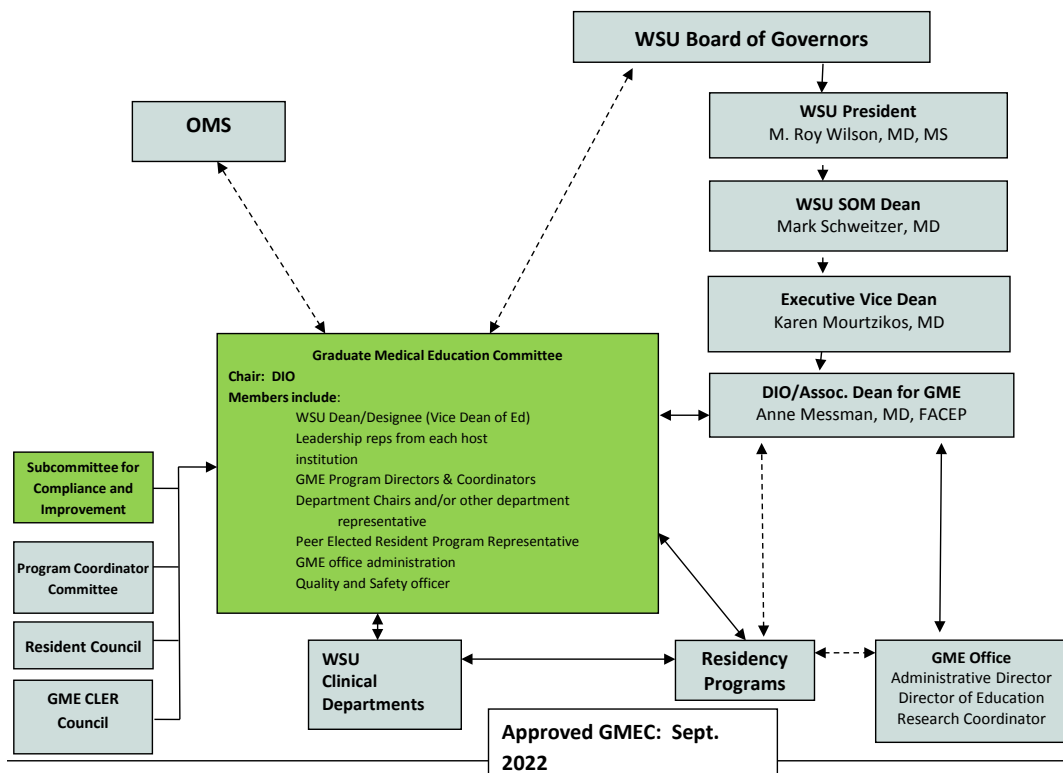 WSU Board of Governors
OMS
WSU President
M. Roy Wilson, MD, MS
WSU SOM Dean
Mark Schweitzer, MD
Executive Vice Dean
Karen Mourtzikos, MD
DIO/Assoc. Dean for GME
Anne Messman, MD, FACEP
Graduate Medical Education Committee
Chair: DIO
Members include:
WSU Dean/Designee (Vice Dean of Ed)
Leadership reps from each host
institution
GME Program Directors & Coordinators
Department Chairs and/or other department
representative
Peer Elected Resident Program Representative
GME office administration
Quality and Safety officer
Subcommittee for
Compliance and
Improvement
Program Coordinator
Committee
Resident Council
GME CLER
Council
WSU
Clinical
Departments
Residency
Programs
GME Office
Administrative Director
Director of Education
Research Coordinator
Approved GMEC: Sept.
2022